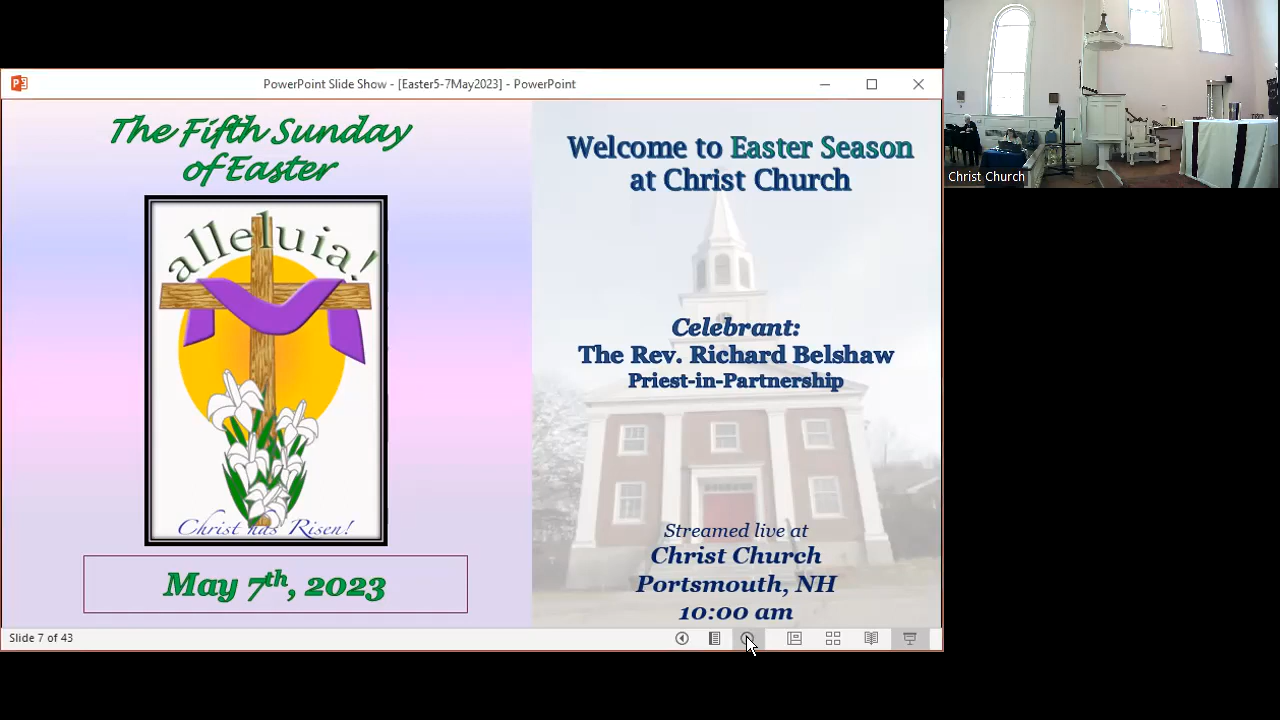 PowerPoint Slide Show - [Easter5-7May2023] - PowerPoint
The Fifth Sunday
of Easter
alleluia!
Christ has Risen!
May 7th, 2023
Welcome to Easter Season
at Christ Church
Celebrant:
The Rev. Richard Belshaw
Priest-in-Partnership
Streamed live at
Christ Church
Portsmouth, NH
10:00 am
Slide 7 of 43
Christ Church